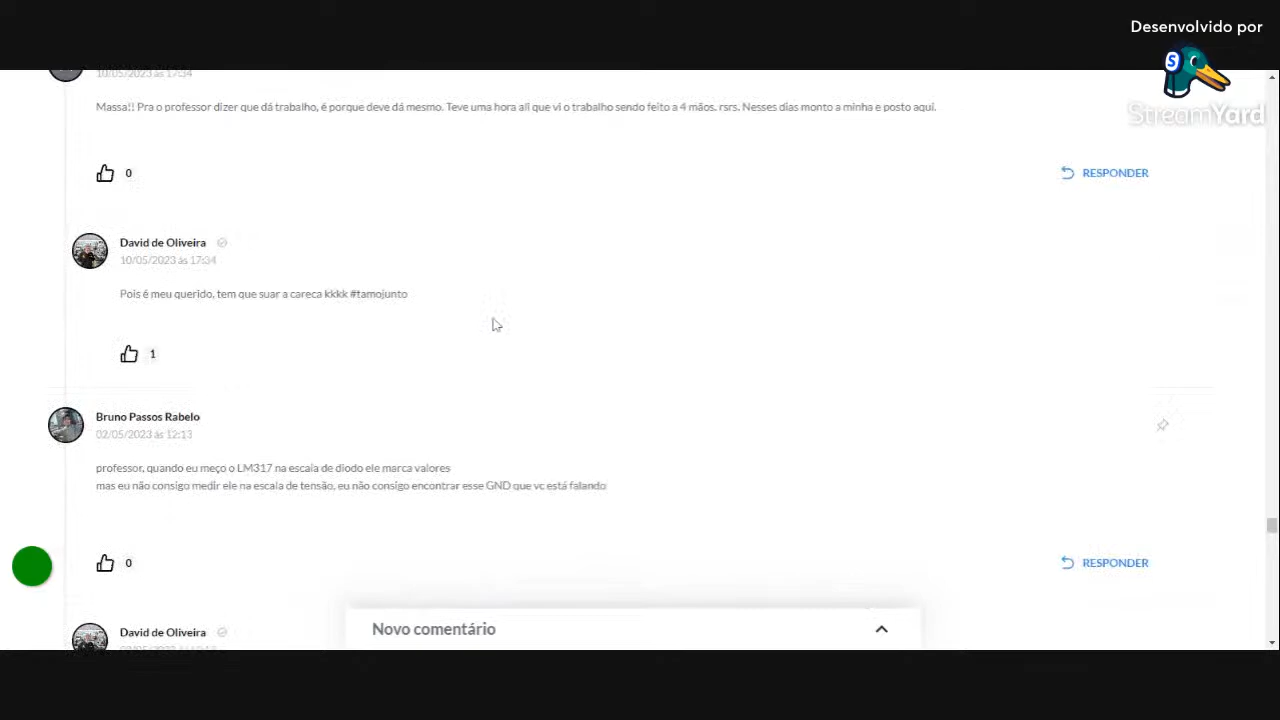 Desenvolvido por
StreamYard
10/05/2023 às 17:34
Massa!! Pra o professor dizer que dá trabalho, é porque deve dá mesmo. Teve uma hora ali que vi o trabalho sendo feito a 4 mãos. rsrs. Nesses dias monto a minha e posto aqui.
0
RESPONDER
David de Oliveira
10/05/2023 às 17:34
Pois é meu querido, tem que suar a careca kkkk #tamojunto
1
Bruno Passos Rabelo
02/05/2023 às 12:13
professor, quando eu meço o LM317 na escala de diodo ele marca valores
mas eu não consigo medir ele na escala de tensão, eu não consigo encontrar esse GND que vc está falando
0
RESPONDER
David de Oliveira
Novo comentário